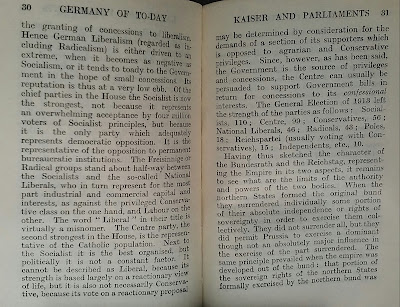 30 GERMANY OF TO-DAY
the granting of concessions to liberalism.
Hence German Liberalism (regarded as in-
cluding Radicalism) is either driven to an
extreme, when it becomes as negative as
Socialism, or it tends to toady to the Govern-
ment in the hope of small concessions. Its
reputation is thus at a very low ebb. Of the
chief parties in the House the Socialist is now
the strongest, not because it represents
an overwhelming acceptance by four million
voters of Socialist principles, but because
it is the only party which adequately
represents democratic opposition. It is the
representative of the opposition to permanent
bureaucratic institutions. The Freisinnige or
Radical groups stand about half-way between
the Socialists and the so-called National
Liberals, who in turn represent for the most
part industrial and commercial capital and
interests, as against the privileged Conserva-
tive class on the one hand, and Labour on the
other. The word "Liberal" in their title is
virtually a misnomer. The Centre party, the
second strongest in the House, is the represen-
tative of the Catholic population. Next to
the Socialist it is the best organised, but
politically it is not a constant factor. It
cannot be described as Liberal, because its
strength is based largely on a reactionary view
of life, but it is also not necessarily Conserva-
tive, because its vote on a reactionary proposal
KAISER AND PARLIAMENTS 31
may be determined by consideration for the
demands of a section of its supporters which
is opposed to agrarian and Conservative
privileges. Since, however, as has been said,
the Government is the source of privileges
and concessions, the Centre can usually be
persuaded to support Government bills in
return for concessions to its confessional
interests. The General Election of 1912 left
the strength of the parties as follows: Social-
ists, 110; Centre, 90; Conservatives, 56;
National Liberals, 46; Radicals, 45; Poles,
18; Reichspartei (usually voting with Con-
servatives), 15; Independents, etc., 10.
Having thus sketched the character of
the Bundesrath and the Reichstag, represent-
ing the Empire in its two aspects, it remains
to see what are the limits of the authority
and powers of the two bodies. When the
northern States formed the original bund
they surrendered individually some portion
of their absolute independence or rights of
sovereignty in order to exercise them col-
lectively. They did not surrender all, but they
did permit Prussia to exercise a dominant
though not an absolutely major influence in
the exercise of the part surrendered. The
same principle prevailed when the empire was
developed out of the bund: that portion of
the sovereign rights of the northern States
formally exercised by the northern bund was